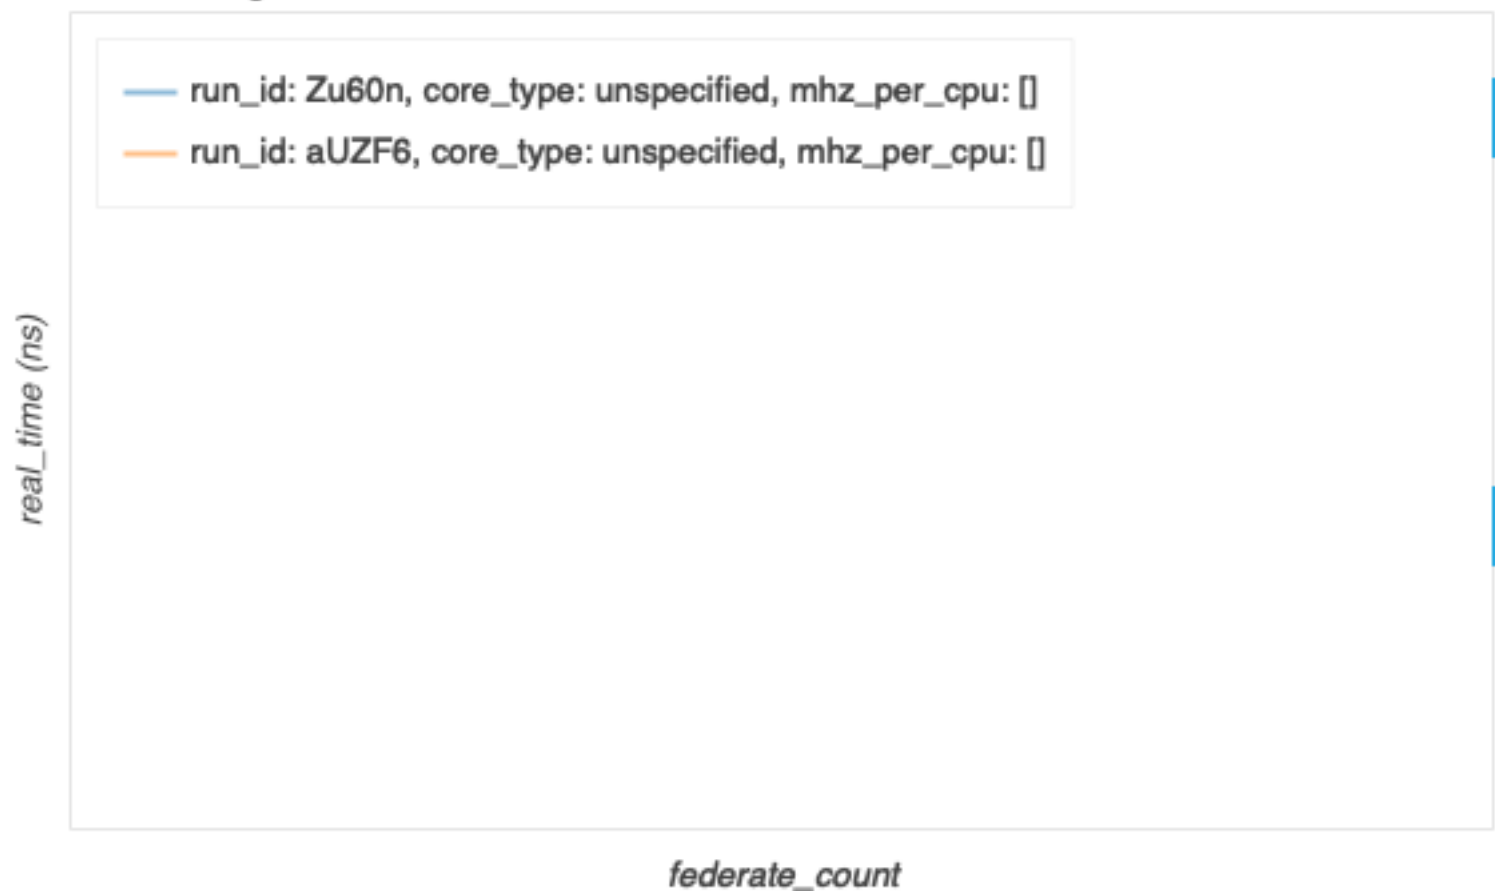 run_id: Zu60n, core_type: unspecified, mhz_per_cpu: []
run_id: aUZF6, core_type: unspecified, mhz_per_cpu: []
real_time (ns)
federate_count